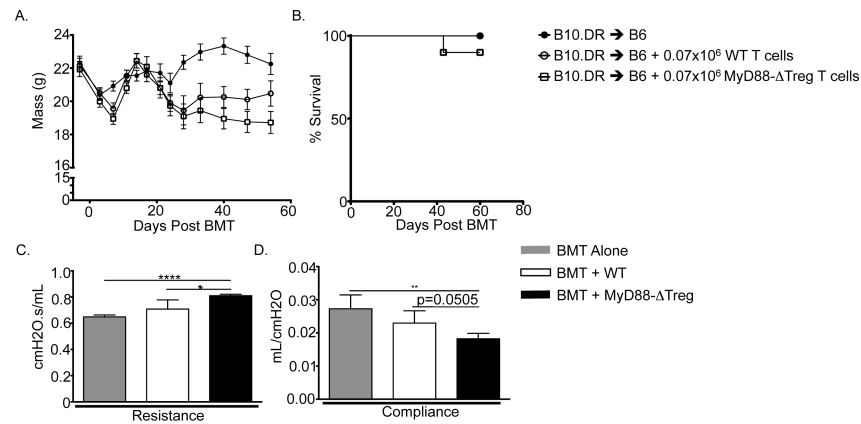 A.
24
22
20
18
16
15
0
Mass (g)
0
20
40
60
Days Post BMT
B.
100
50
0
% Survival
0
20
40
60
80
Days Post BMT
B10.DR ➔ B6
B10.DR ➔ B6 + 0.07x10⁶ WT T cells
B10.DR ➔ B6 + 0.07x10⁶ MyD88-ΔTreg T cells
C.
1.0
0.8
0.6
0.4
0.2
0
cmH2O.s/mL
****
*
Resistance
D.
0.04
0.03
0.02
0.01
0.00
mL/cmH2O
**
p=0.0505
Compliance
BMT Alone
BMT + WT
BMT + MyD88-ΔTreg